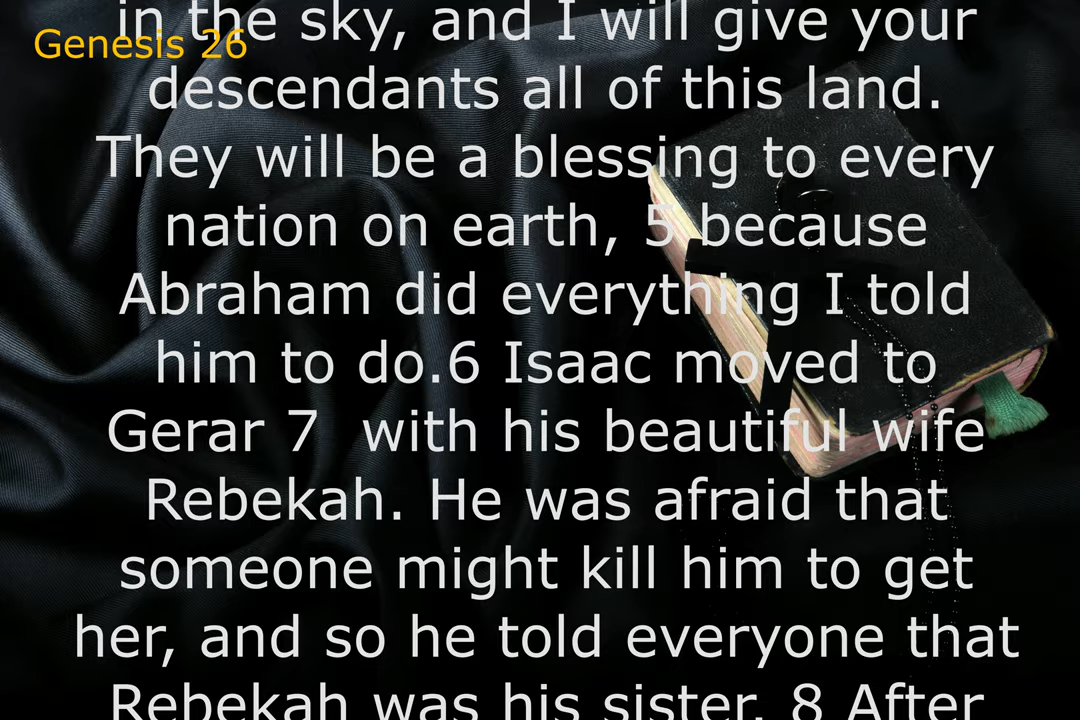 in the sky, and I will give your
Genesis 26
descendants all of this land.
They will be a blessing to every
nation on earth, 5 because
Abraham did everything I told
him to do.6 Isaac moved to
Gerar 7  with his beautiful wife
Rebekah. He was afraid that
someone might kill him to get
her, and so he told everyone that
Rebekah was his sister. 8 After